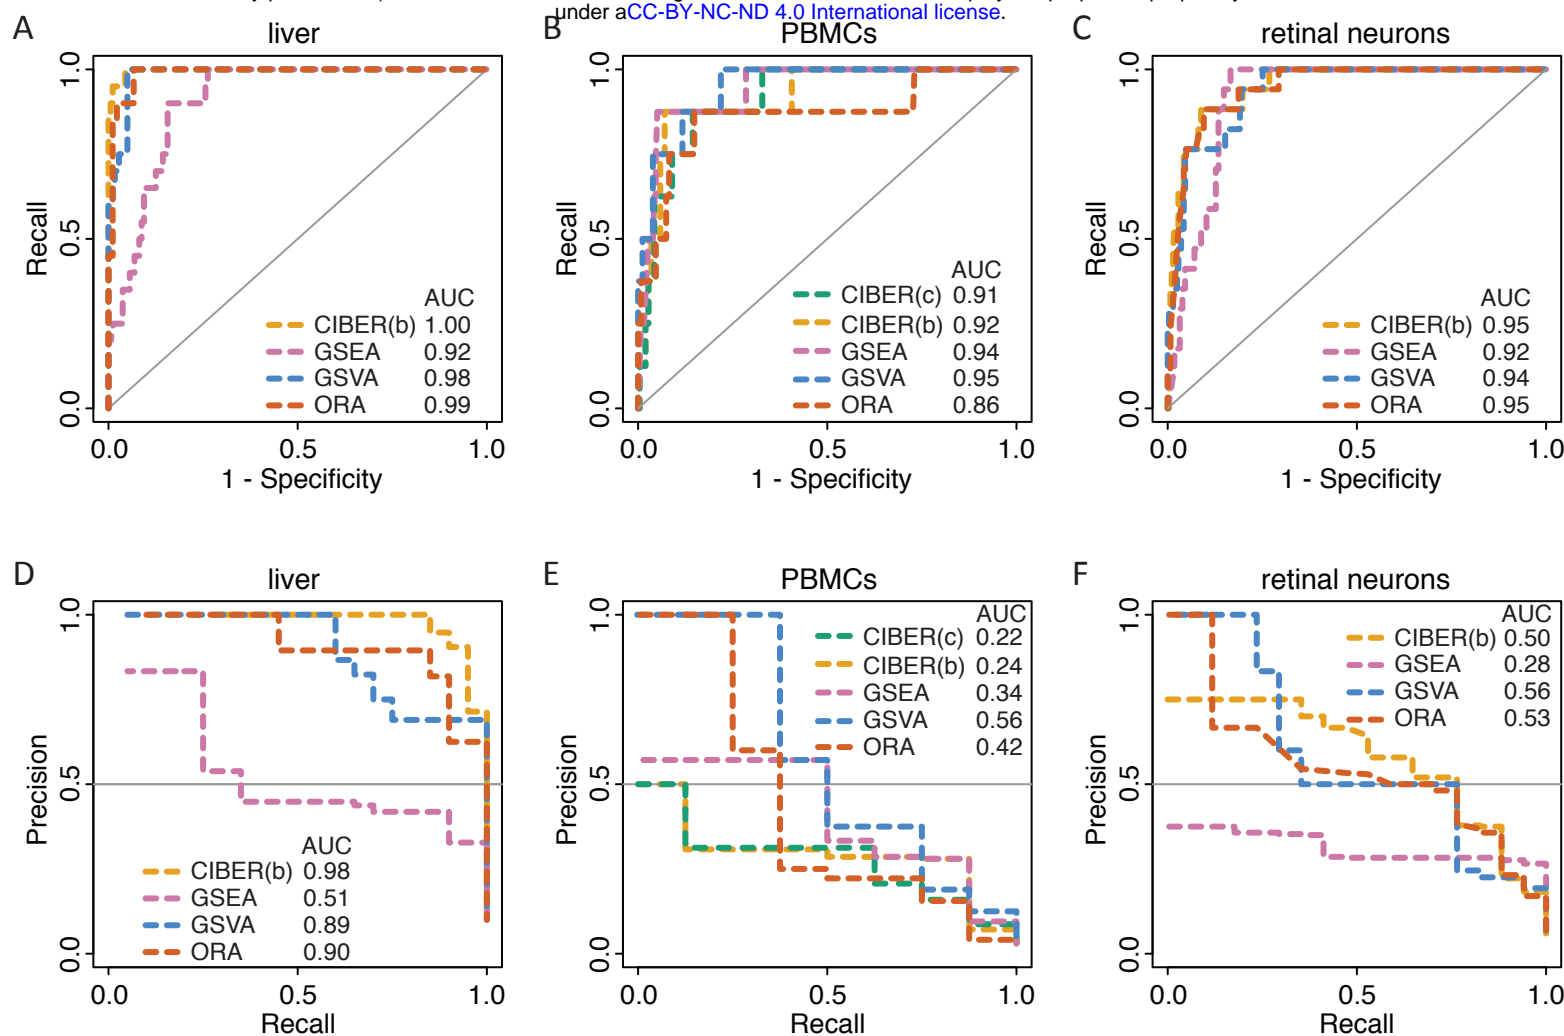 under aCC-BY-NC-ND 4.0 International license.
A
liver
1.0
0.5
0.0
Recall
AUC
CIBER(b) 1.00
GSEA 0.92
GSVA 0.98
ORA 0.99
0.0 0.5 1.0
1 - Specificity
B
PBMCs
1.0
0.5
0.0
Recall
AUC
CIBER(c) 0.91
CIBER(b) 0.92
GSEA 0.94
GSVA 0.95
ORA 0.86
0.0 0.5 1.0
1 - Specificity
C
retinal neurons
1.0
0.5
0.0
Recall
AUC
CIBER(b) 0.95
GSEA 0.92
GSVA 0.94
ORA 0.95
0.0 0.5 1.0
1 - Specificity
D
liver
1.0
0.5
0.0
Precision
AUC
CIBER(b) 0.98
GSEA 0.51
GSVA 0.89
ORA 0.90
0.0 0.5 1.0
Recall
E
PBMCs
1.0
0.5
0.0
Precision
AUC
CIBER(c) 0.22
CIBER(b) 0.24
GSEA 0.34
GSVA 0.56
ORA 0.42
0.0 0.5 1.0
Recall
F
retinal neurons
1.0
0.5
0.0
Precision
AUC
CIBER(b) 0.50
GSEA 0.28
GSVA 0.56
ORA 0.53
0.0 0.5 1.0
Recall